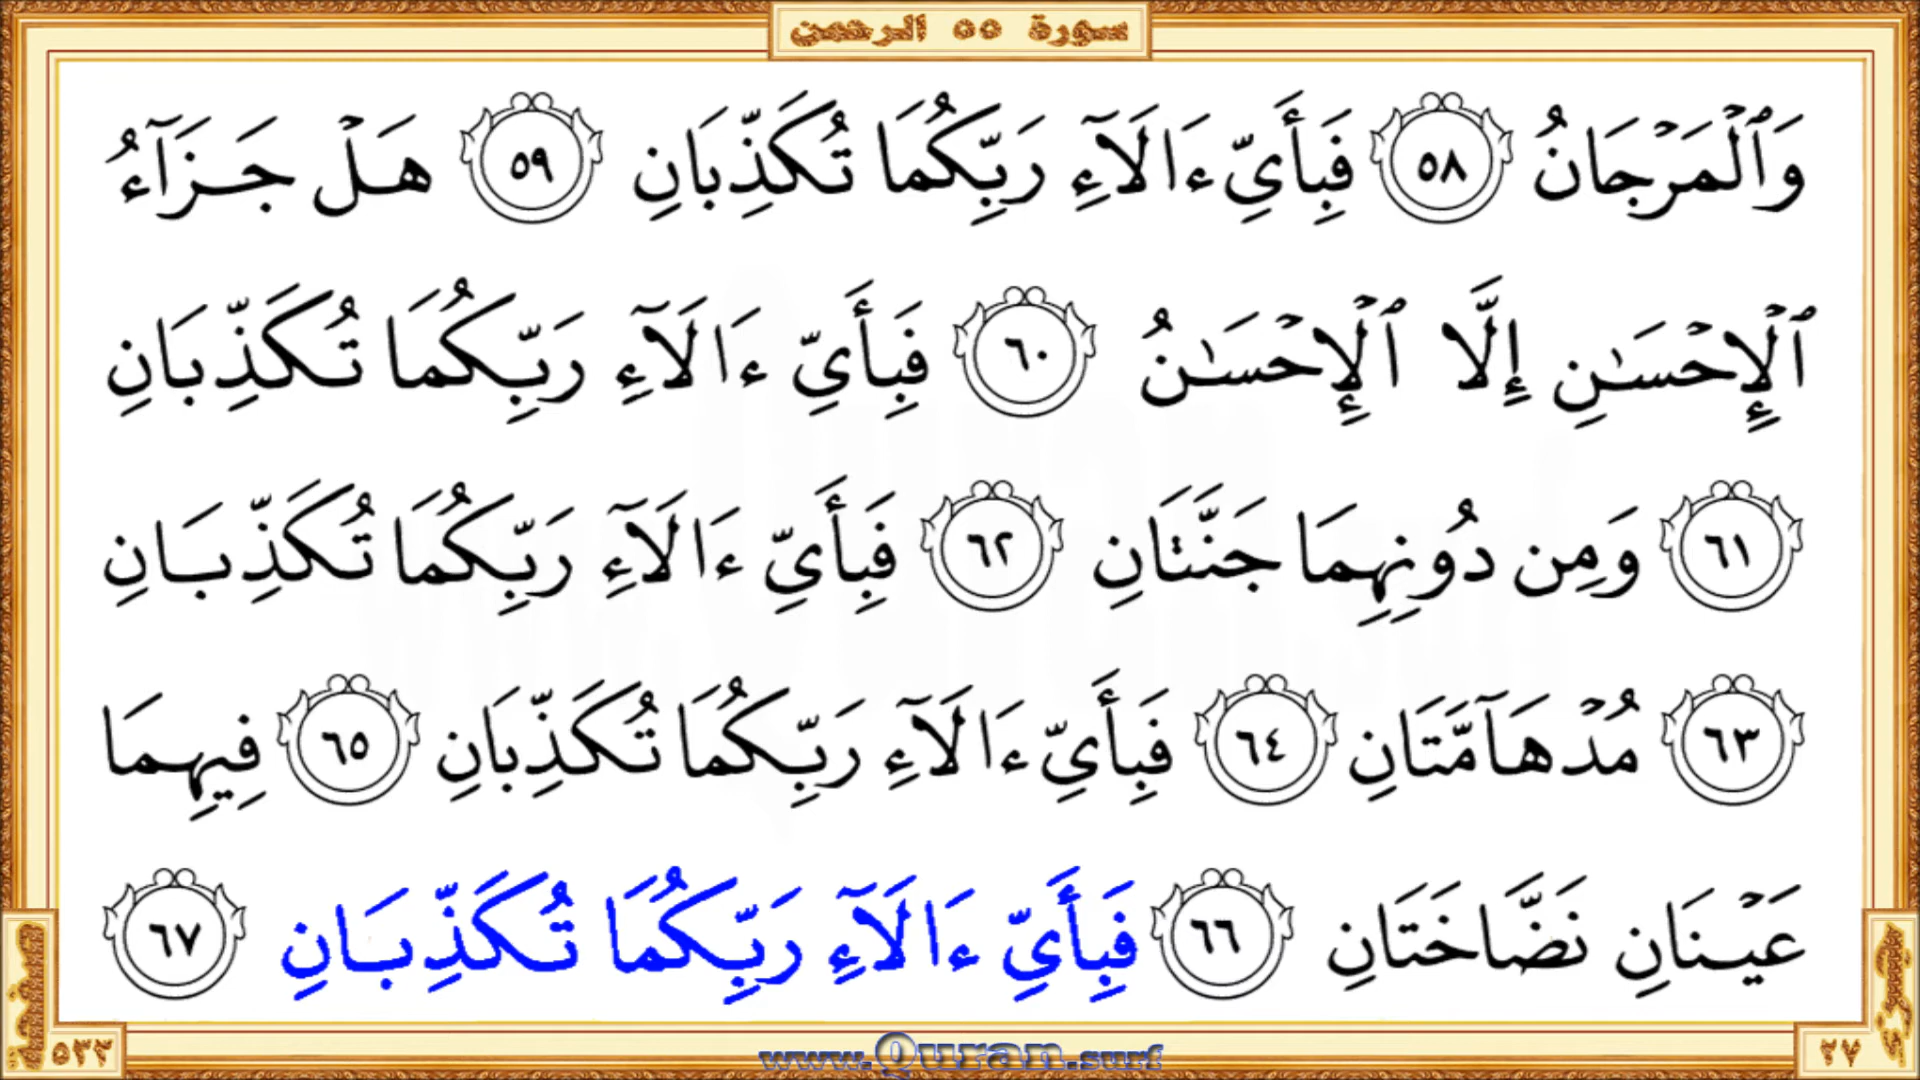 سورة ٥٥ الرحمن
وَٱلْمَرْجَانُ ٥٨ فَبِأَىِّ ءَالَآءِ رَبِّكُمَا تُكَذِّبَانِ ٥٩ هَلْ جَزَآءُ
ٱلْإِحْسَـٰنِ إِلَّا ٱلْإِحْسَـٰنُ ٦٠ فَبِأَىِّ ءَالَآءِ رَبِّكُمَا تُكَذِّبَانِ
٦١ وَمِن دُونِهِمَا جَنَّتَانِ ٦٢ فَبِأَىِّ ءَالَآءِ رَبِّكُمَا تُكَذِّبَانِ
٦٣ مُدْهَآمَّتَانِ ٦٤ فَبِأَىِّ ءَالَآءِ رَبِّكُمَا تُكَذِّبَانِ ٦٥ فِيهِمَا
عَيْنَانِ نَضَّاخَتَانِ ٦٦ فَبِأَىِّ ءَالَآءِ رَبِّكُمَا تُكَذِّبَانِ ٦٧
٢٧
www.Quran.surf
صفحة ٥٣٣